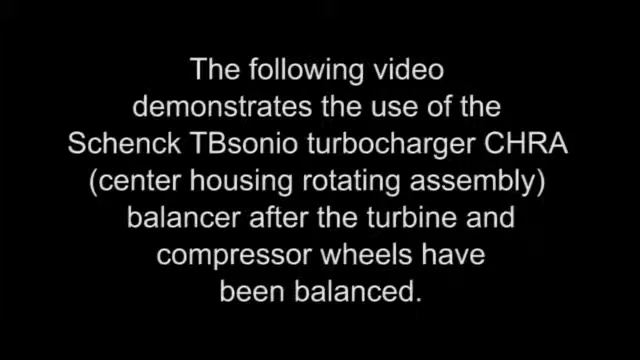 The following video
demonstrates the use of the
Schenck TBsonio turbocharger CHRA
(center housing rotating assembly)
balancer after the turbine and
compressor wheels have
been balanced.